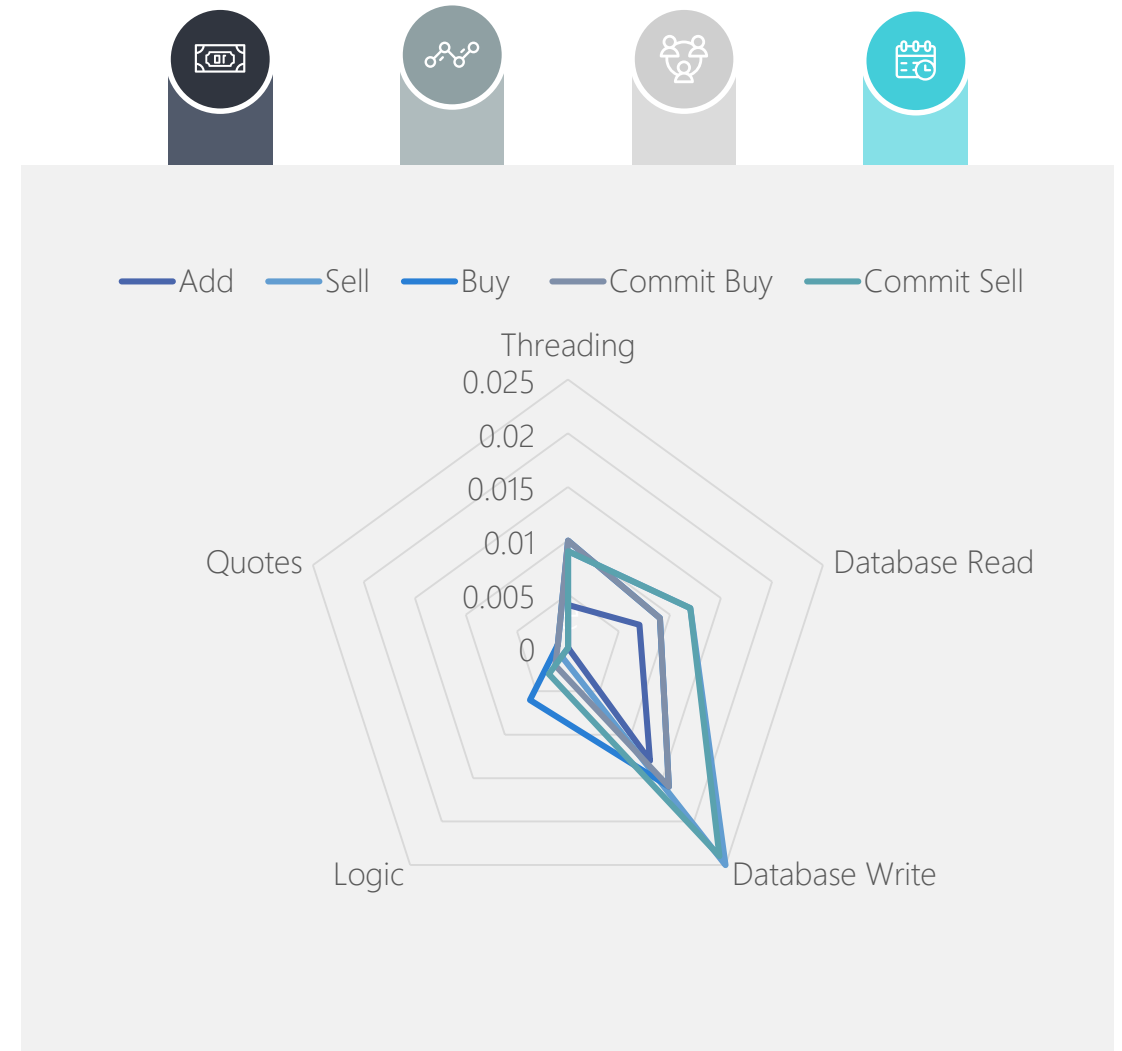 Add Sell Buy Commit Buy Commit Sell
Threading
0.025
0.02
0.015
0.01
Quotes Database Read
0.005
0
Logic Database Write